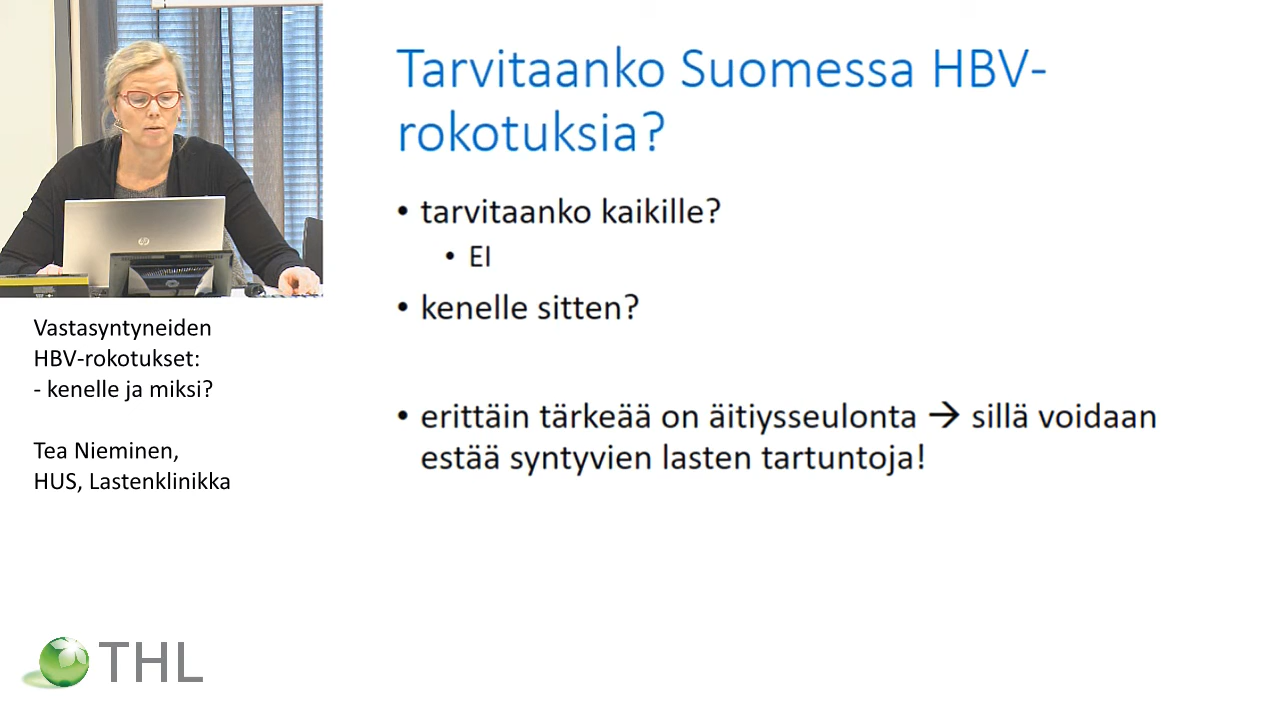 Tarvitaanko Suomessa HBV-
rokotuksia?
• tarvitaanko kaikille?
• EI
• kenelle sitten?
• erittäin tärkeää on äitiysseulonta → sillä voidaan
estää syntyvien lasten tartuntoja!
hp
Vastasyntyneiden
HBV-rokotukset:
- kenelle ja miksi?
Tea Nieminen,
HUS, Lastenklinikka
THL